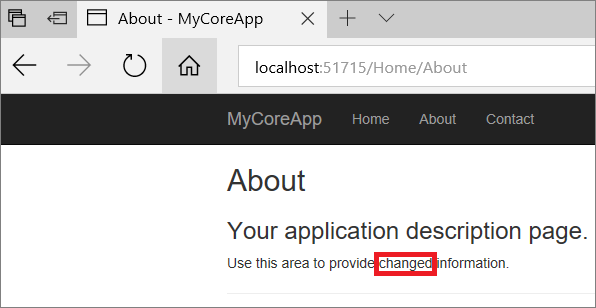 About - MyCoreApp
localhost:51715/Home/About
MyCoreApp Home About Contact
About
Your application description page.
Use this area to provide changed information.